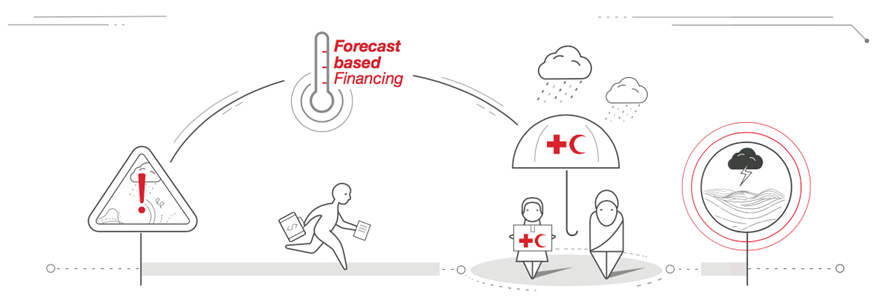 Forecast
based
Financing
!
$